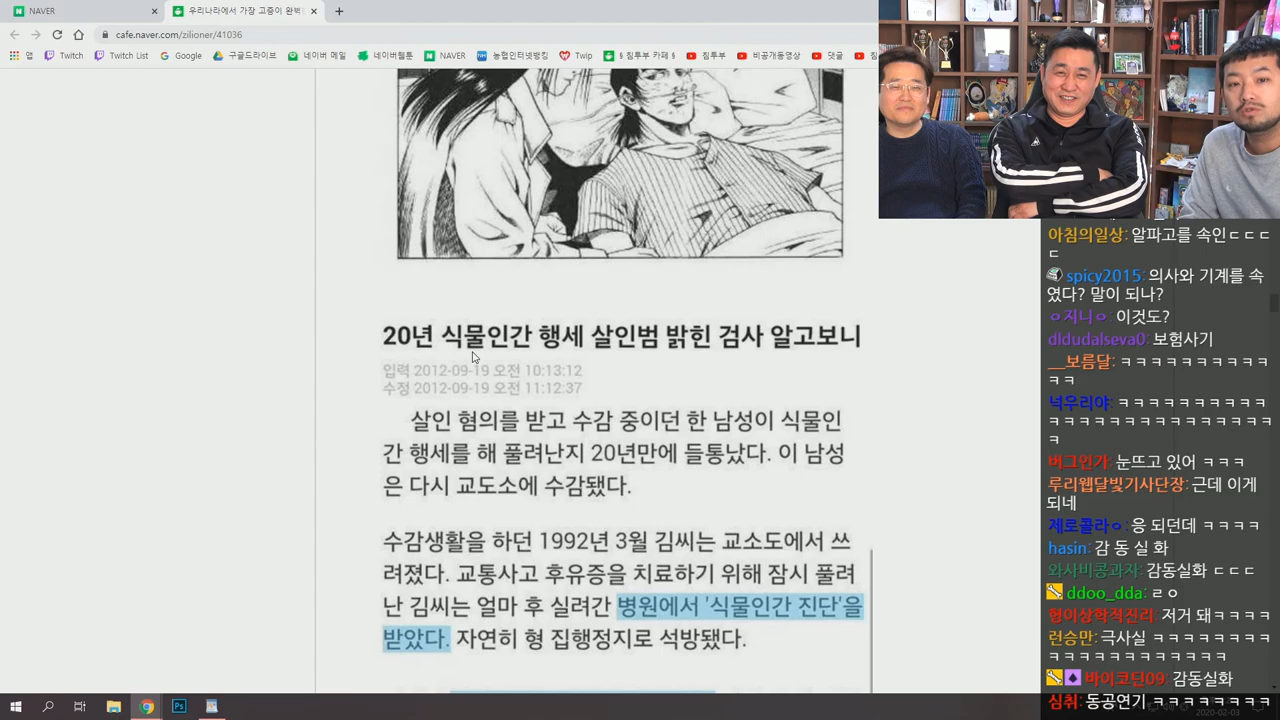 NAVER
우리나라에서 가장 고증이 완벽
cafe.naver.com/zilioner/41036
앱 Twitch Twitch List Google 구글드라이브 네이버 메일 네이버웹툰 NAVER 농협인터넷뱅킹 Twip § 침투부 카페 § 침투부 비공개동영상 댓글
20년 식물인간 행세 살인범 밝힌 검사 알고보니
입력 2012-09-19 오전 10:13:12
수정 2012-09-19 오전 11:12:37
살인 혐의를 받고 수감 중이던 한 남성이 식물인
간 행세를 해 풀려난지 20년만에 들통났다. 이 남성
은 다시 교도소에 수감됐다.
수감생활을 하던 1992년 3월 김씨는 교소도에서 쓰
려졌다. 교통사고 후유증을 치료하기 위해 잠시 풀려
난 김씨는 얼마 후 실려간 병원에서 '식물인간 진단'을
받았다. 자연히 형 집행정지로 석방됐다.
아침의일상: 알파고를 속인ㄷㄷㄷ
ㄷ
spicy2015: 의사와 기계를 속
였다? 말이 되나?
ㅇ지니ㅇ: 이것도?
dldudalseva0: 보험사기
__보름달: ㅋㅋㅋㅋㅋㅋㅋㅋㅋㅋ
ㅋㅋ
넉우리야: ㅋㅋㅋㅋㅋㅋㅋㅋㅋㅋ
ㅋㅋㅋㅋㅋㅋㅋㅋㅋㅋㅋㅋㅋㅋㅋ
ㅋ
버그인가: 눈뜨고 있어 ㅋㅋㅋ
루리웹달빛기사단장: 근데 이게
되네
제로콜라ㅇ: 응 되던데 ㅋㅋㅋㅋ
hasin: 감 동 실 화
와사비콩과자: 감동실화 ㄷㄷㄷ
ddoo_dda: ㄹㅇ
형이상학적진리: 저거 돼ㅋㅋㅋㅋ
런승만: 극사실 ㅋㅋㅋㅋㅋㅋㅋㅋ
ㅋㅋㅋㅋㅋㅋㅋㅋㅋㅋㅋㅋ
바이코딘09: 감동실화
심취: 동공연기 ㅋㅋㅋㅋㅋㅋㅋㅋ
2020-02-03